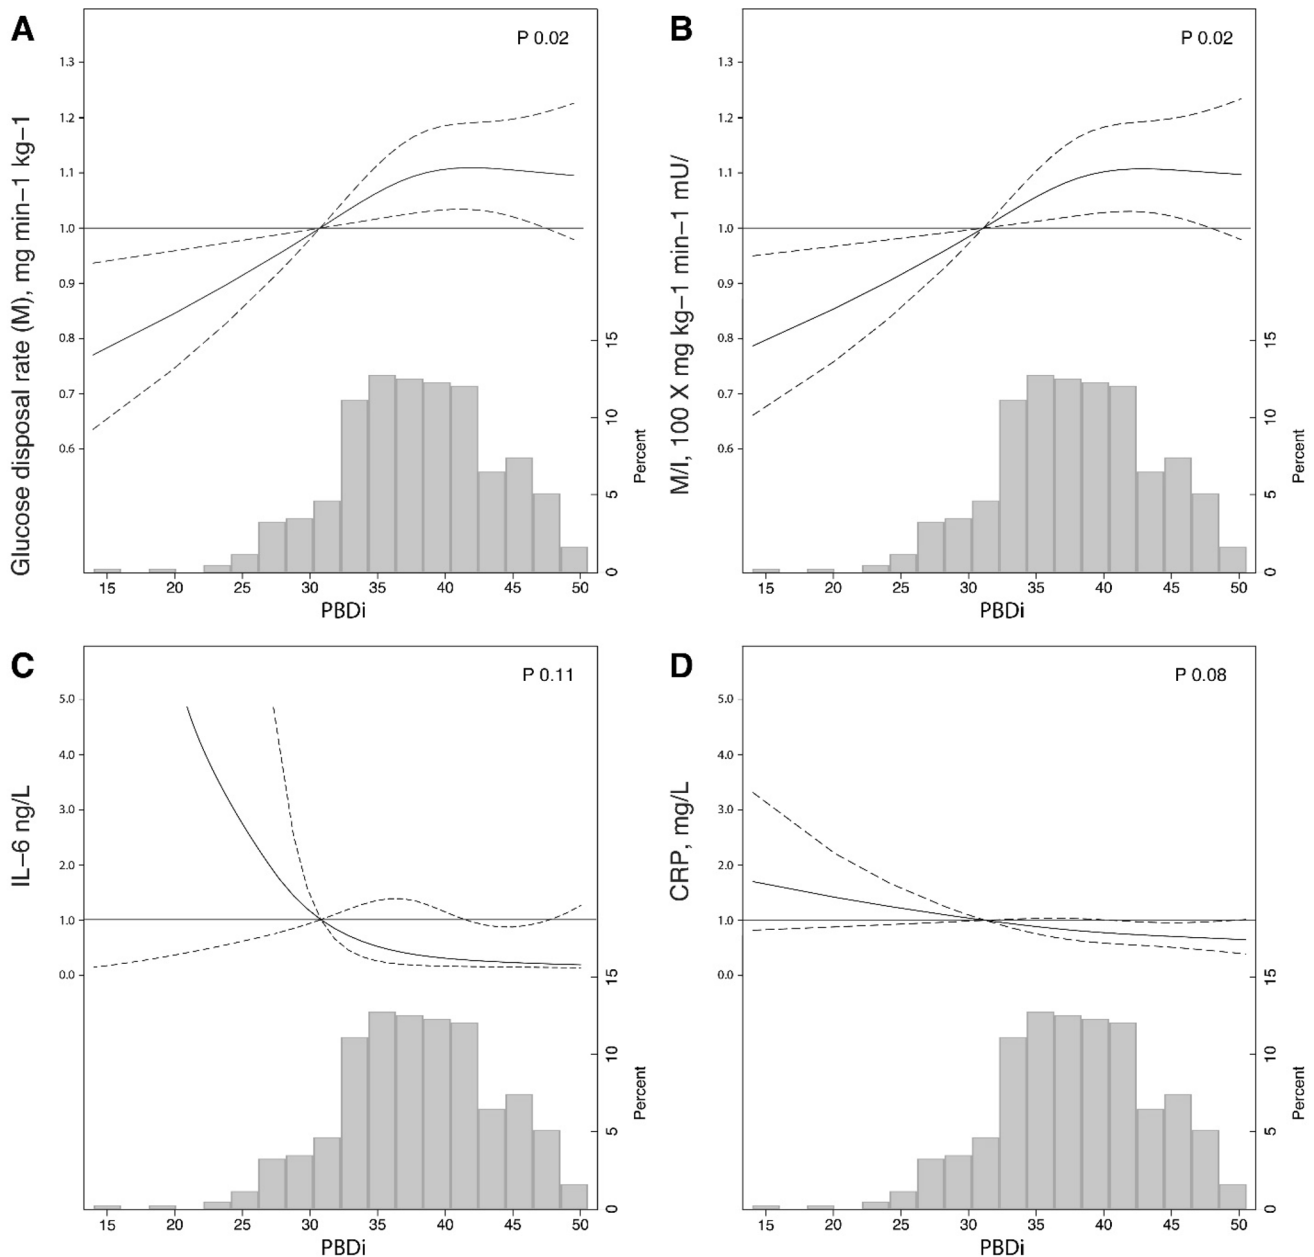 A
P 0.02
Glucose disposal rate (M), mg min–1 kg–1
1.3
1.2
1.1
1.0
0.9
0.8
0.7
0.6
15
10
5
0
Percent
15 20 25 30 35 40 45 50
PBDi
B
P 0.02
M/I, 100 X mg kg–1 min–1 mU/
1.3
1.2
1.1
1.0
0.9
0.8
0.7
0.6
15
10
5
0
Percent
15 20 25 30 35 40 45 50
PBDi
C
P 0.11
IL–6 ng/L
5.0
4.0
3.0
2.0
1.0
0.0
15
10
5
0
Percent
15 20 25 30 35 40 45 50
PBDi
D
P 0.08
CRP, mg/L
5.0
4.0
3.0
2.0
1.0
0.0
15
10
5
0
Percent
15 20 25 30 35 40 45 50
PBDi